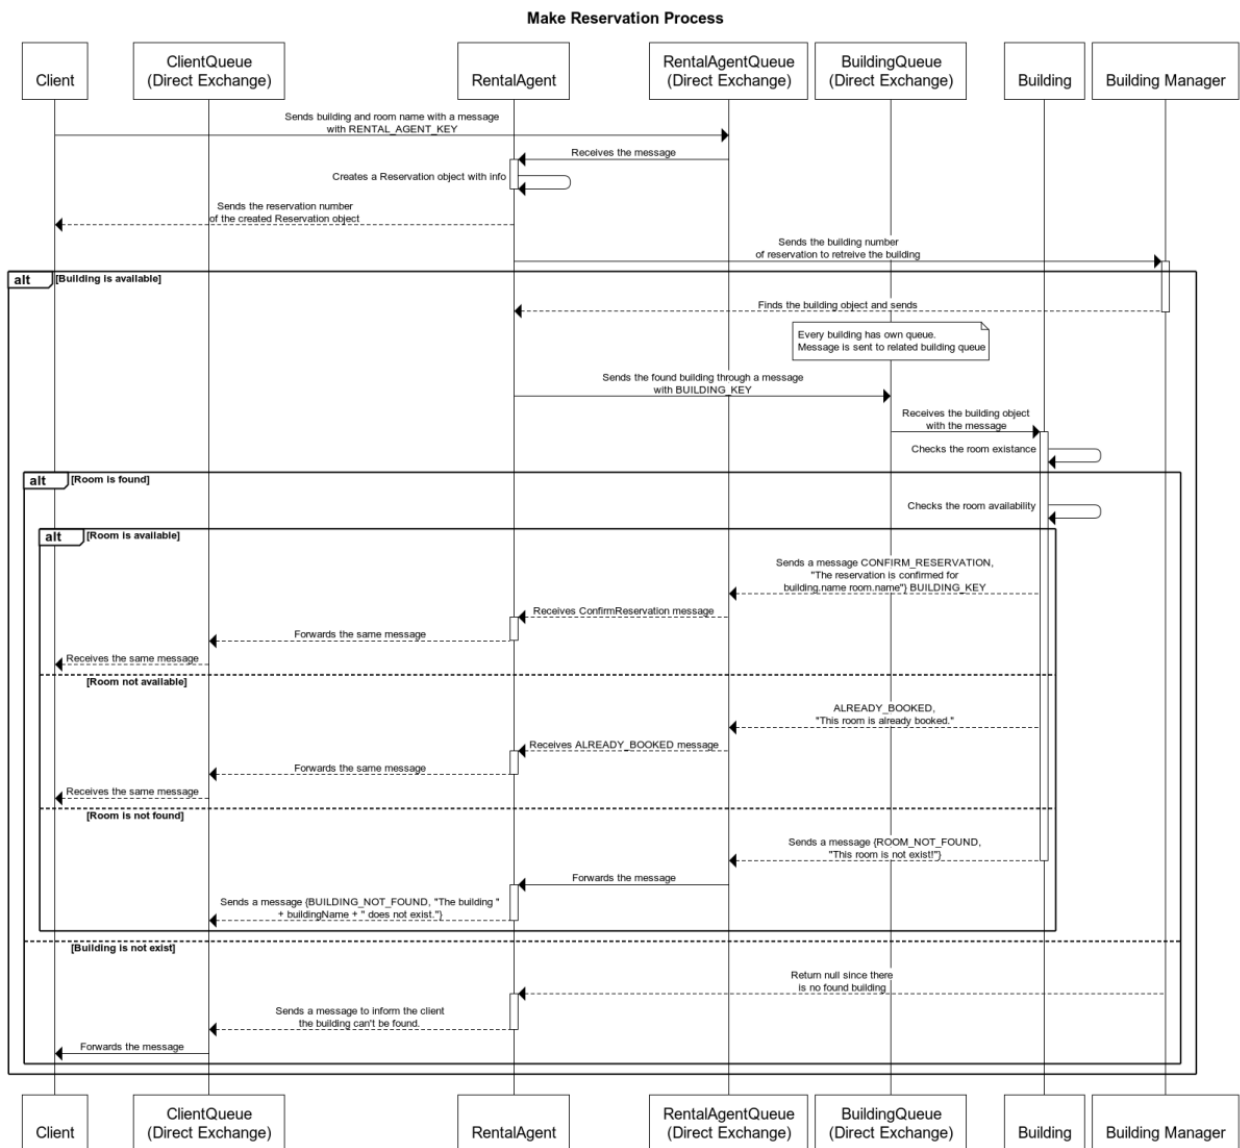 Make Reservation Process
Client
ClientQueue
(Direct Exchange)
RentalAgent
RentalAgentQueue
(Direct Exchange)
BuildingQueue
(Direct Exchange)
Building
Building Manager
Sends building and room name with a message
with RENTAL_AGENT_KEY
Receives the message
Creates a Reservation object with info
Sends the reservation number
of the created Reservation object
Sends the building number
of reservation to retreive the building
alt
[Building is available]
Finds the building object and sends
Every building has own queue.
Message is sent to related building queue
Sends the found building through a message
with BUILDING_KEY
Receives the building object
with the message
Checks the room existance
alt
[Room is found]
Checks the room availability
alt
[Room is available]
Sends a message CONFIRM_RESERVATION,
"The reservation is confirmed for
building.name room.name"} BUILDING_KEY
Receives ConfirmReservation message
Forwards the same message
Receives the same message
[Room not available]
ALREADY_BOOKED,
"This room is already booked."
Receives ALREADY_BOOKED message
Forwards the same message
Receives the same message
[Room is not found]
Sends a message {ROOM_NOT_FOUND,
"This room is not exist!"}
Forwards the message
Sends a message {BUILDING_NOT_FOUND, "The building "
+ buildingName + " does not exist."}
[Building is not exist]
Return null since there
is no found building
Sends a message to inform the client
the building can't be found.
Forwards the message
Client
ClientQueue
(Direct Exchange)
RentalAgent
RentalAgentQueue
(Direct Exchange)
BuildingQueue
(Direct Exchange)
Building
Building Manager